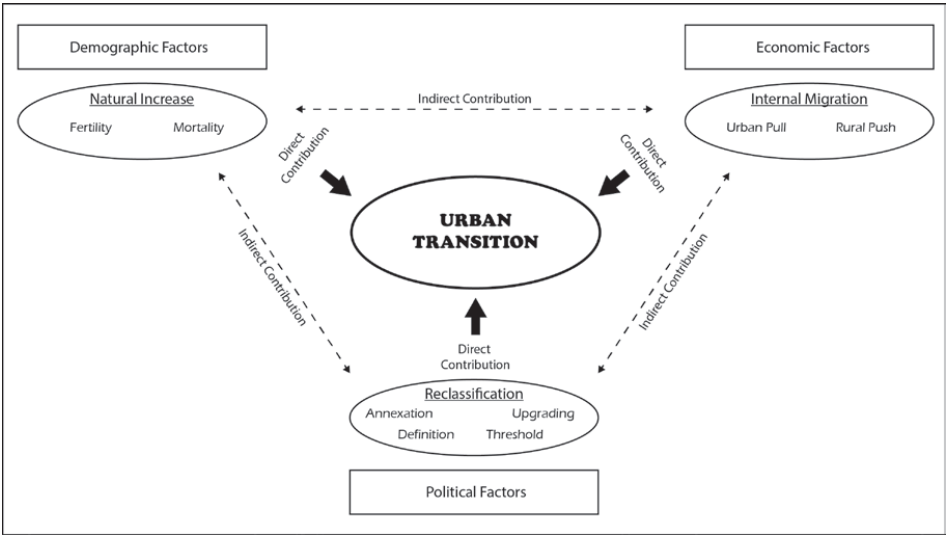 Demographic Factors
Economic Factors
Natural Increase
Fertility Mortality
Indirect Contribution
Internal Migration
Urban Pull Rural Push
Direct
Contribution
Direct
Contribution
URBAN
TRANSITION
Indirect Contribution
Indirect Contribution
Direct
Contribution
Reclassification
Annexation Upgrading
Definition Threshold
Political Factors